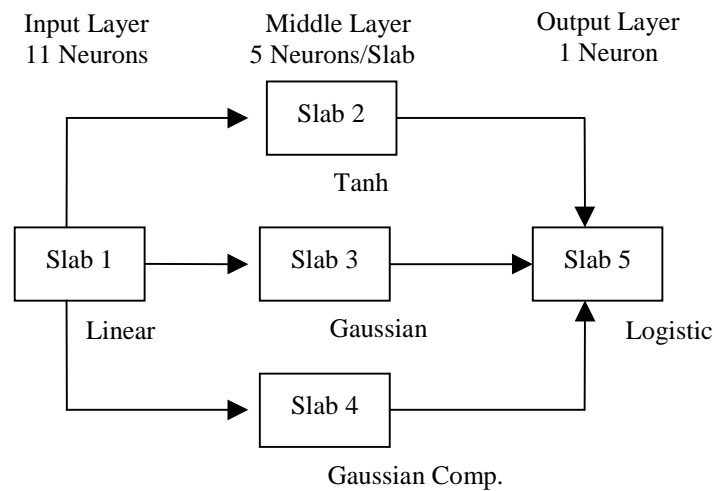 Input Layer
11 Neurons
Middle Layer
5 Neurons/Slab
Output Layer
1 Neuron
Slab 2
Tanh
Slab 1
Slab 3
Slab 5
Linear
Gaussian
Logistic
Slab 4
Gaussian Comp.